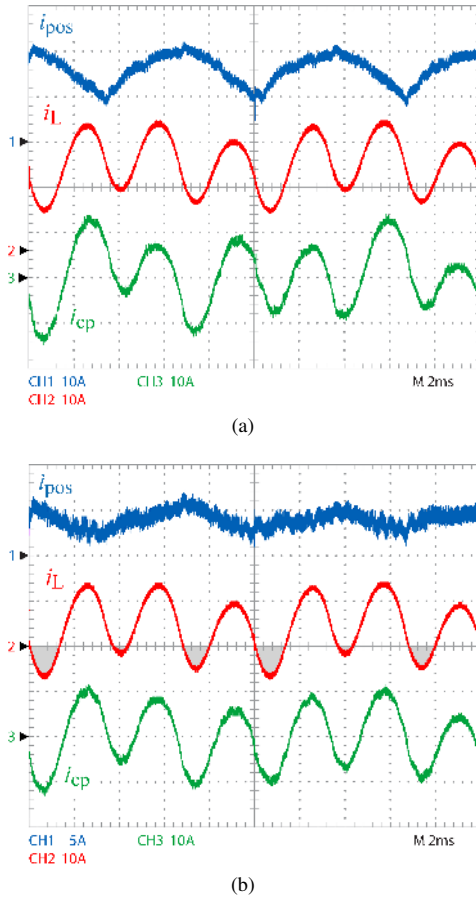 ipos
iL
1
2
3
icp
CH1 10A CH3 10A M 2ms
CH2 10A
(a)
ipos
1
iL
2
3
icp
CH1 5A CH3 10A M 2ms
CH2 10A
(b)